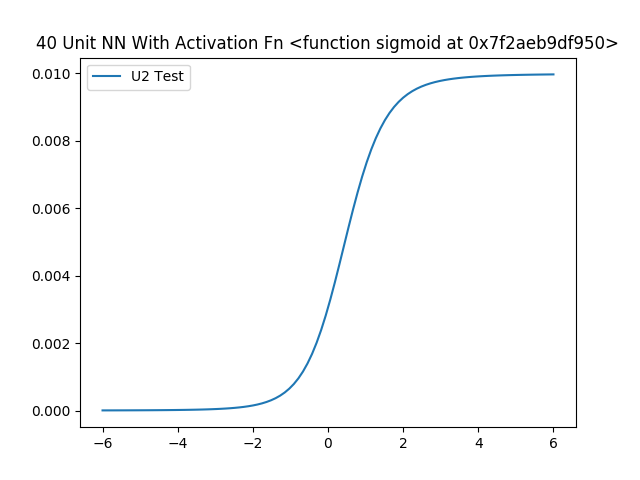 40 Unit NN With Activation Fn <function sigmoid at 0x7f2aeb9df950>
U2 Test
0.010
0.008
0.006
0.004
0.002
0.000
−6 −4 −2 0 2 4 6